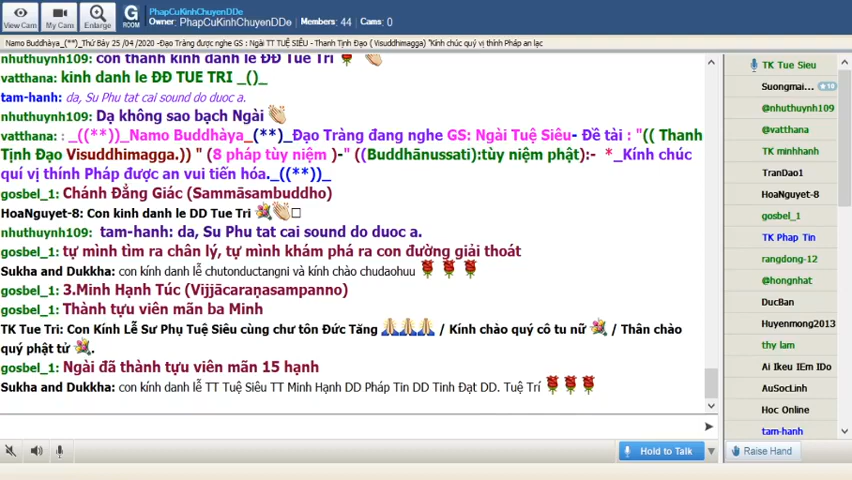 View Cam
My Cam
Enlarge
G
ROOM
PhapCuKinhChuyenDDe
Owner: PhapCuKinhChuyenDDe | Members: 44 | Cams: 0
Namo Buddhàya_(**)_Thứ Bảy 25 /04 /2020 -Đạo Tràng được nghe GS : Ngài TT TUỆ SIÊU - Thanh Tịnh Đạo ( Visuddhimagga) "Kính chúc quý vị thính Pháp an lạc
nhuthuynh109: con thành kính đảnh lễ ĐĐ Tuệ Trí
vatthana: kinh danh lễ ĐĐ TUE TRI _()_
tam-hanh: da, Su Phu tat cai sound do duoc a.
nhuthuynh109: Dạ không sao bạch Ngài
vatthana: : _((**))_Namo Buddhàya_(**)_Đạo Tràng đang nghe GS: Ngài Tuệ Siêu- Đề tài : "(( Thanh
Tịnh Đạo Visuddhimagga.)) " (8 pháp tùy niệm )-" ((Buddhānussati):tùy niệm phật):- *_Kính chúc
quí vị thính Pháp được an vui tiến hóa._((**))_
gosbel_1: Chánh Đẳng Giác (Sammāsambuddho)
HoaNguyet-8: Con kinh danh le DD Tue Tri
nhuthuynh109: tam-hanh: da, Su Phu tat cai sound do duoc a.
gosbel_1: tự mình tìm ra chân lý, tự mình khám phá ra con đường giải thoát
Sukha and Dukkha: con kính danh lễ chutonductangni và kính chào chudaohuu
gosbel_1: 3.Minh Hạnh Túc (Vijjācaraṇasampanno)
gosbel_1: Thành tựu viên mãn ba Minh
TK Tue Tri: Con Kính Lễ Sư Phụ Tuệ Siêu cùng chư tôn Đức Tăng / Kính chào quý cô tu nữ / Thân chào
quý phật tử .
gosbel_1: Ngài đã thành tựu viên mãn 15 hạnh
Sukha and Dukkha: con kính danh lễ TT Tuệ Siêu TT Minh Hạnh DD Pháp Tin DD Tinh Đạt DD. Tuệ Trí
Hold to Talk
TK Tue Sieu
Suongmai...
10
@nhuthuynh109
@vatthana
TK minhhanh
TranDao1
HoaNguyet-8
gosbel_1
TK Phap Tin
rangdong-12
@hongnhat
DucBan
Huyenmong2013
thy lam
Ai Ikeu IEm IDo
AuSocLinh
Hoc Online
tam-hanh
Raise Hand